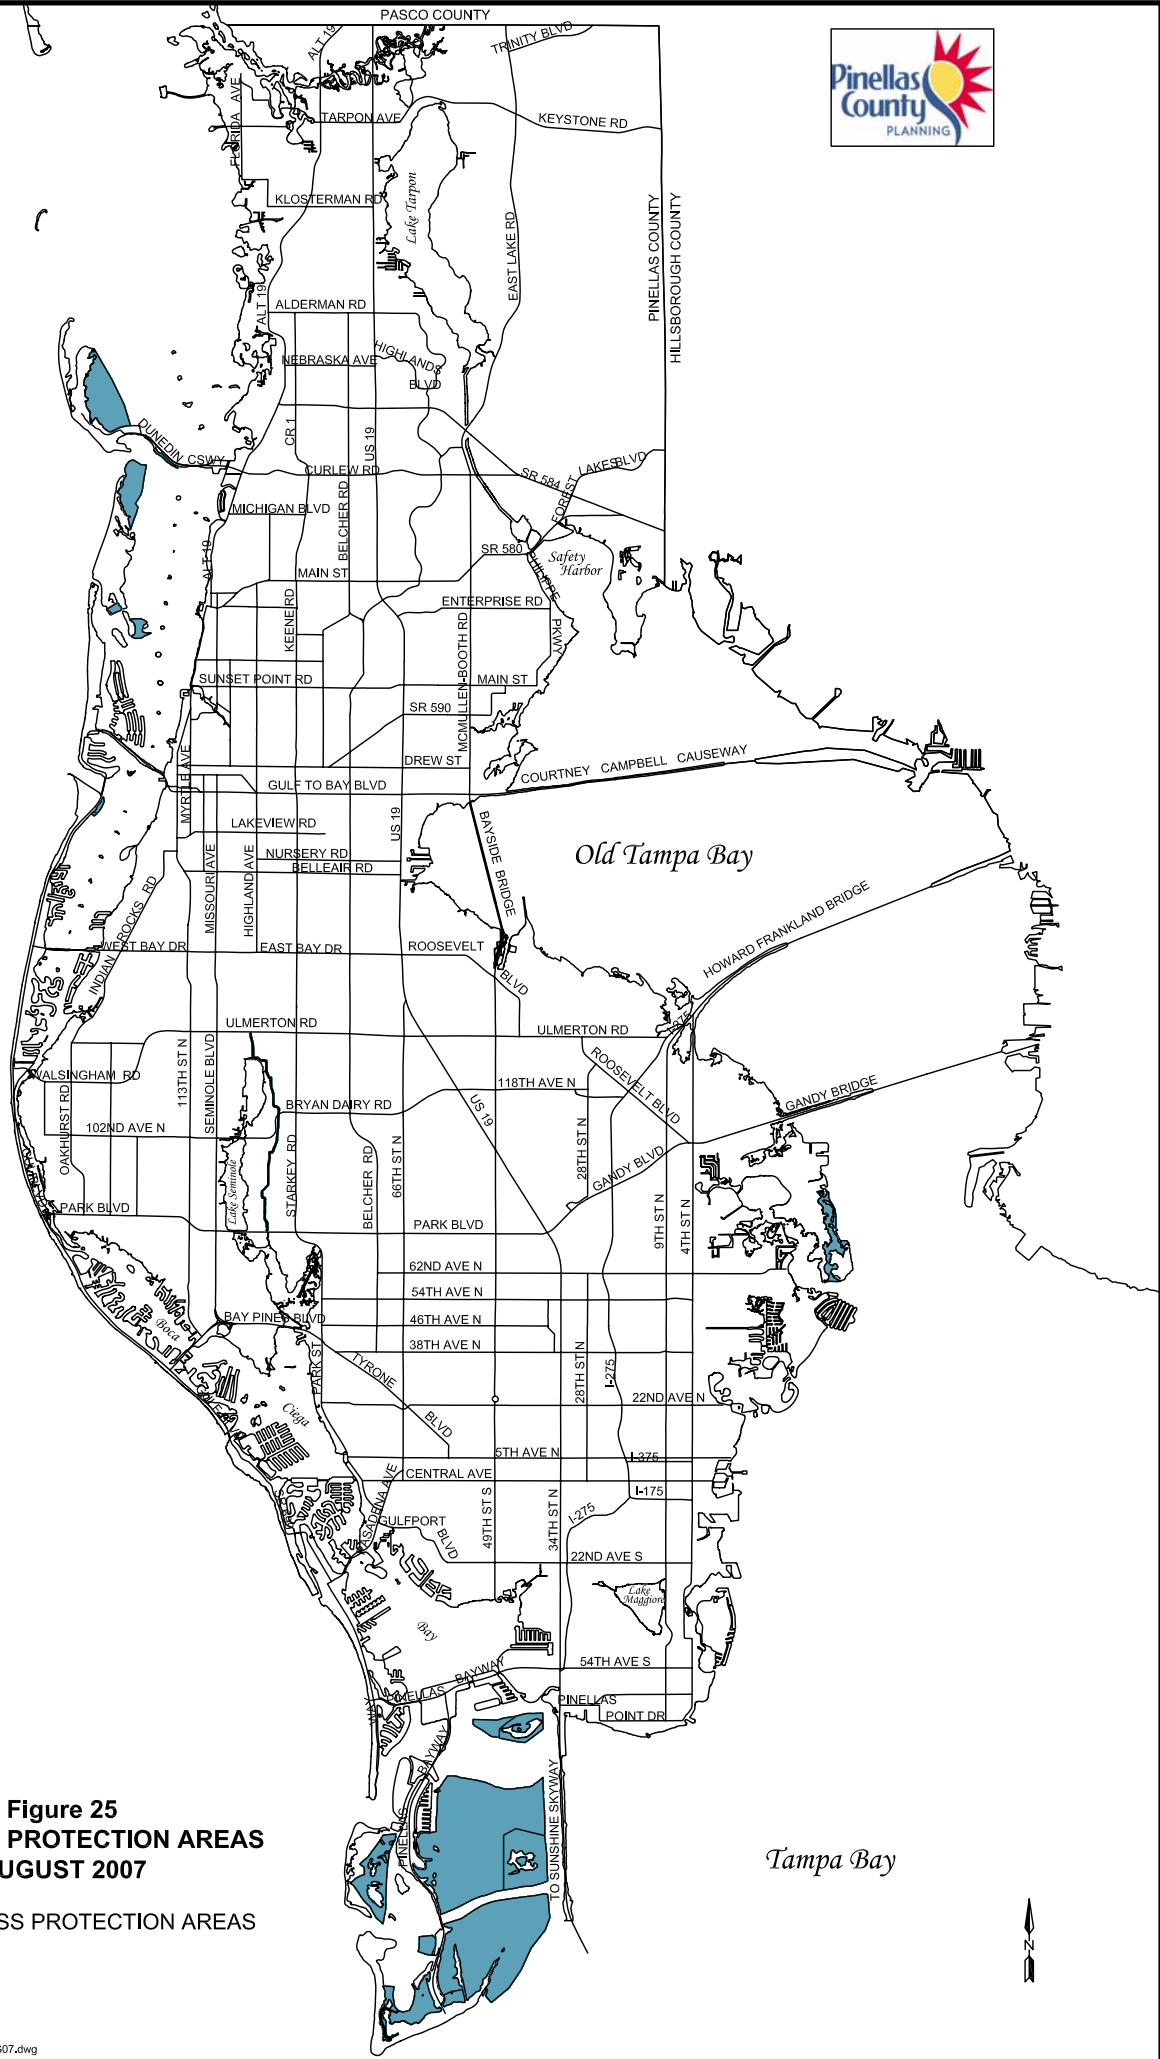 PASCO COUNTY
ALT 19
TRINITY BLVD
Pinellas
County
PLANNING
FLORIDA AVE
TARPON AVE
KEYSTONE RD
KLOSTERMAN RD
Lake Tarpon
EAST LAKE RD
PINELLAS COUNTY
HILLSBOROUGH COUNTY
ALT 19
ALDERMAN RD
NEBRASKA AVE
HIGHLANDS
BLVD
CR 1
US 19
DUNEDIN CSWY
CURLEW RD
SR 584
FOREST
LAKES BLVD
MICHIGAN BLVD
BELCHER RD
ALT 19
SR 580
PHILIPPE
PKWY
Safety
Harbor
MAIN ST
KEENE RD
ENTERPRISE RD
MCMULLEN-BOOTH RD
SUNSET POINT RD
MAIN ST
SR 590
DREW ST
COURTNEY CAMPBELL CAUSEWAY
MYRTLE AVE
GULF TO BAY BLVD
LAKEVIEW RD
US 19
BAYSIDE BRIDGE
Old Tampa Bay
NURSERY RD
BELLEAIR RD
MISSOURI AVE
HIGHLAND AVE
INDIAN ROCKS RD
HOWARD FRANKLAND BRIDGE
WEST BAY DR
EAST BAY DR
ROOSEVELT
BLVD
ULMERTON RD
ULMERTON RD
I-275
113TH ST N
SEMINOLE BLVD
WALSINGHAM RD
ROOSEVELT BLVD
118TH AVE N
US 19
GANDY BRIDGE
OAKHURST RD
BRYAN DAIRY RD
102ND AVE N
Lake Seminole
STARKEY RD
BELCHER RD
66TH ST N
28TH ST N
GANDY BLVD
9TH ST N
4TH ST N
PARK BLVD
PARK BLVD
62ND AVE N
54TH AVE N
BAY PINES BLVD
46TH AVE N
38TH AVE N
Boca
PARK ST
TYRONE
BLVD
28TH ST N
I-275
22ND AVE N
Ciega
5TH AVE N
I-375
CENTRAL AVE
I-175
PASADENA AVE
GULFPORT
BLVD
49TH ST S
34TH ST N
I-275
22ND AVE S
Lake
Maggiore
Bay
54TH AVE S
PINELLAS BAYWAY
WAY
PINELLAS
POINT DR
PINELLAS BAYWAY
TO SUNSHINE SKYWAY
Figure 25
PROTECTION AREAS
UGUST 2007
SS PROTECTION AREAS
Tampa Bay
N
607.dwg